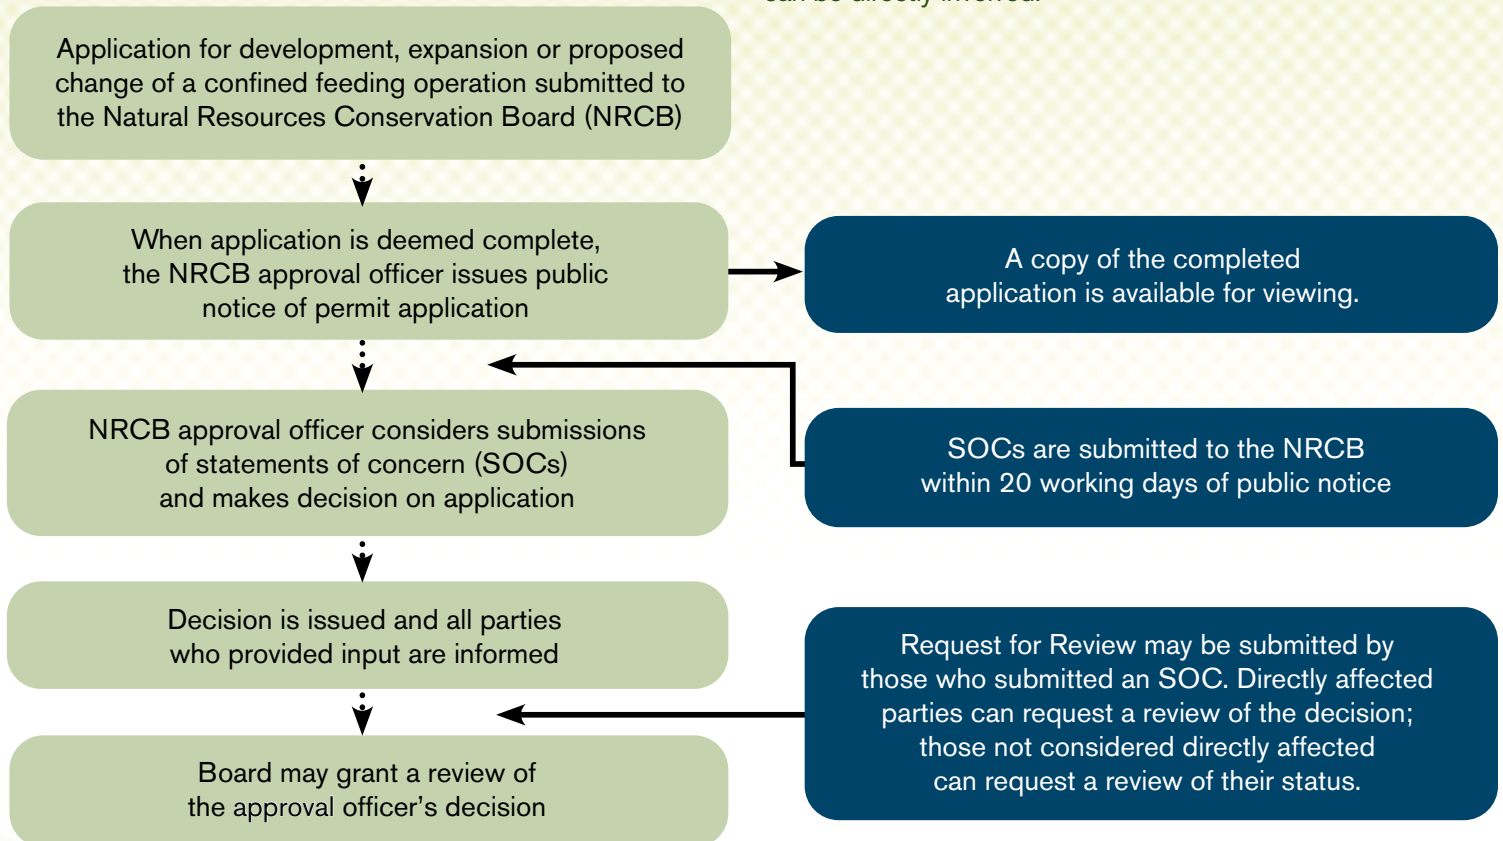 Application for development, expansion or proposed
change of a confined feeding operation submitted to
the Natural Resources Conservation Board (NRCB)
When application is deemed complete,
the NRCB approval officer issues public
notice of permit application
A copy of the completed
application is available for viewing.
NRCB approval officer considers submissions
of statements of concern (SOCs)
and makes decision on application
SOCs are submitted to the NRCB
within 20 working days of public notice
Decision is issued and all parties
who provided input are informed
Request for Review may be submitted by
those who submitted an SOC. Directly affected
parties can request a review of the decision;
those not considered directly affected
can request a review of their status.
Board may grant a review of
the approval officer's decision